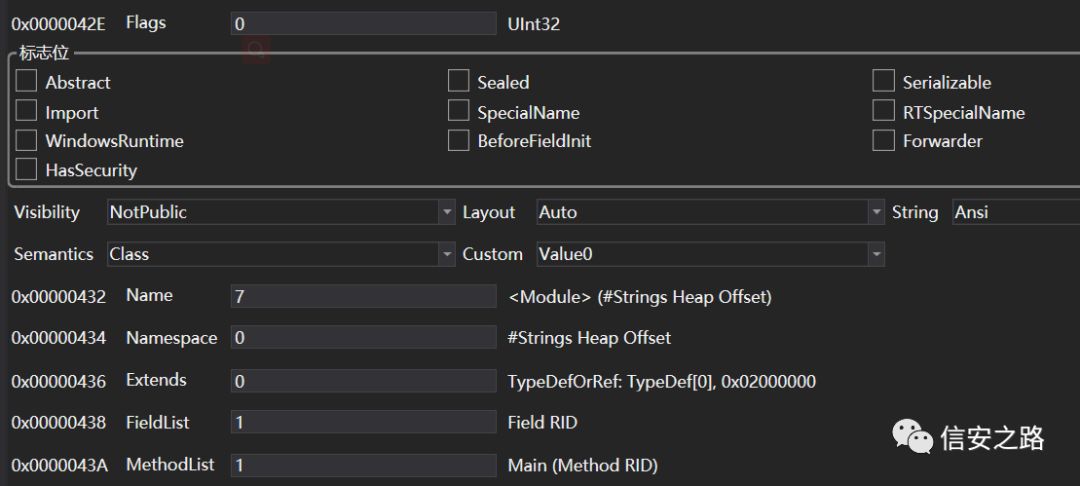 0x0000042E Flags 0 UInt32
标志位
Abstract Sealed Serializable
Import SpecialName RTSpecialName
WindowsRuntime BeforeFieldInit Forwarder
HasSecurity
Visibility NotPublic Layout Auto String Ansi
Semantics Class Custom Value0
0x00000432 Name 7 <Module> (#Strings Heap Offset)
0x00000434 Namespace 0 #Strings Heap Offset
0x00000436 Extends 0 TypeDefOrRef: TypeDef[0], 0x02000000
0x00000438 FieldList 1 Field RID
信安之路
0x0000043A MethodList 1 Main (Method RID)